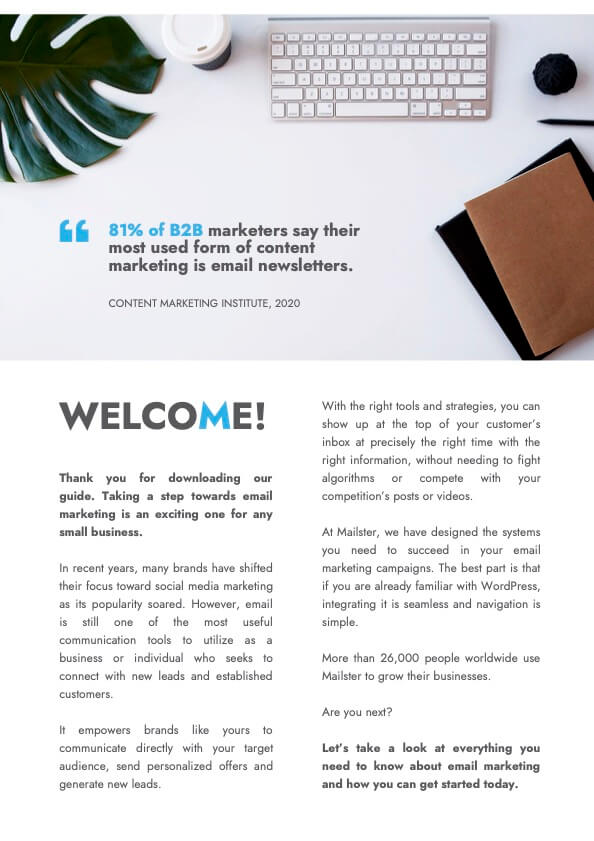 81% of B2B marketers say their
most used form of content
marketing is email newsletters.
CONTENT MARKETING INSTITUTE, 2020
WELCOME!
Thank you for downloading our
guide. Taking a step towards email
marketing is an exciting one for any
small business.
In recent years, many brands have shifted
their focus toward social media marketing
as its popularity soared. However, email
is still one of the most useful
communication tools to utilize as a
business or individual who seeks to
connect with new leads and established
customers.
It empowers brands like yours to
communicate directly with your target
audience, send personalized offers and
generate new leads.
With the right tools and strategies, you can
show up at the top of your customer’s
inbox at precisely the right time with the
right information, without needing to fight
algorithms or compete with your
competition’s posts or videos.
At Mailster, we have designed the systems
you need to succeed in your email
marketing campaigns. The best part is that
if you are already familiar with WordPress,
integrating it is seamless and navigation is
simple.
More than 26,000 people worldwide use
Mailster to grow their businesses.
Are you next?
Let’s take a look at everything you
need to know about email marketing
and how you can get started today.